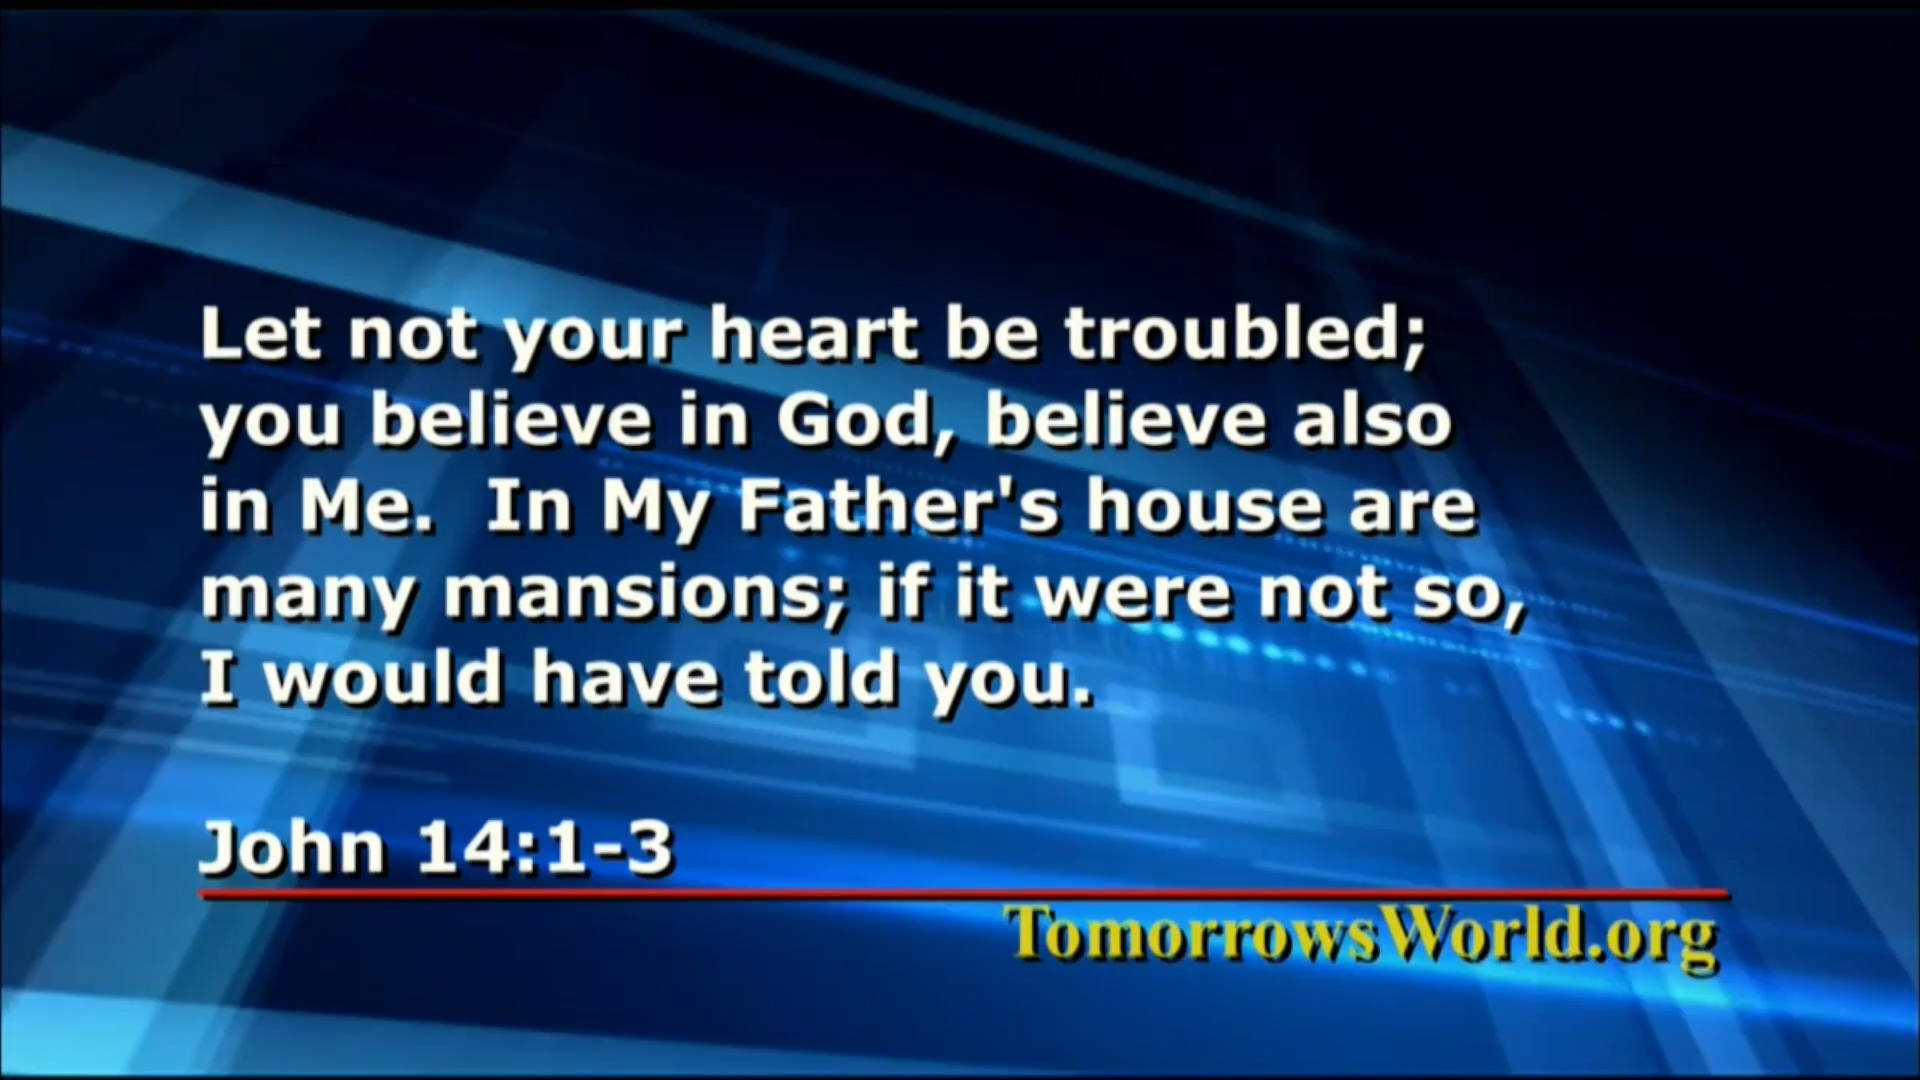 Let not your heart be troubled;
you believe in God, believe also
in Me.  In My Father's house are
many mansions; if it were not so,
I would have told you.
John 14:1-3
TomorrowsWorld.org